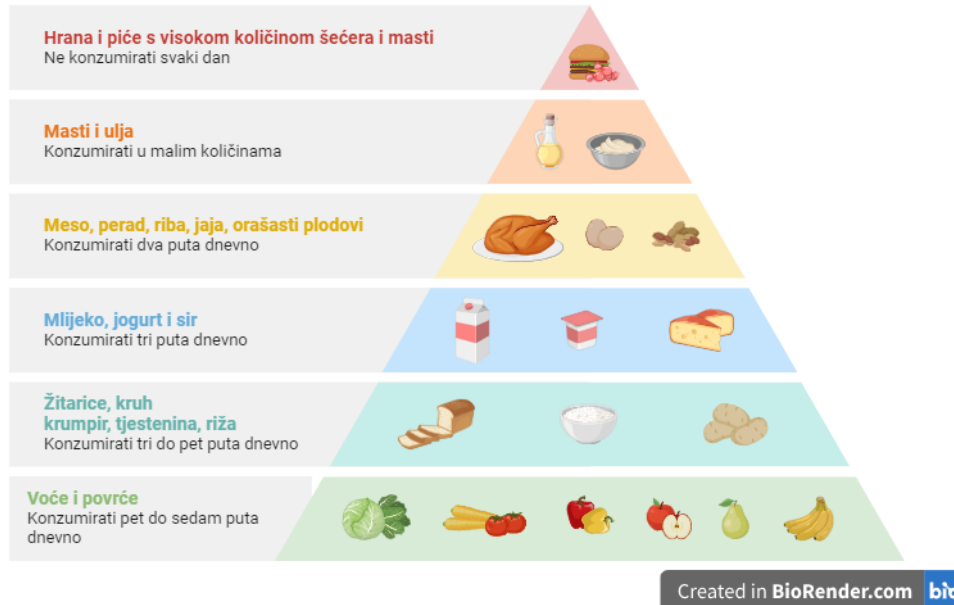 Hrana i piće s visokom količinom šećera i masti
Ne konzumirati svaki dan
Masti i ulja
Konzumirati u malim količinama
Meso, perad, riba, jaja, orašasti plodovi
Konzumirati dva puta dnevno
Mlijeko, jogurt i sir
Konzumirati tri puta dnevno
Žitarice, kruh
krumpir, tjestenina, riža
Konzumirati tri do pet puta dnevno
Voće i povrće
Konzumirati pet do sedam puta
dnevno
Created in BioRender.com